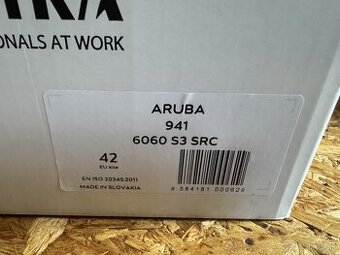 ONALS AT WORK
ARUBA
941
6060 S3 SRC
42
EU size
EN ISO 20345:2011
MADE IN SLOVAKIA
8 584181 000629